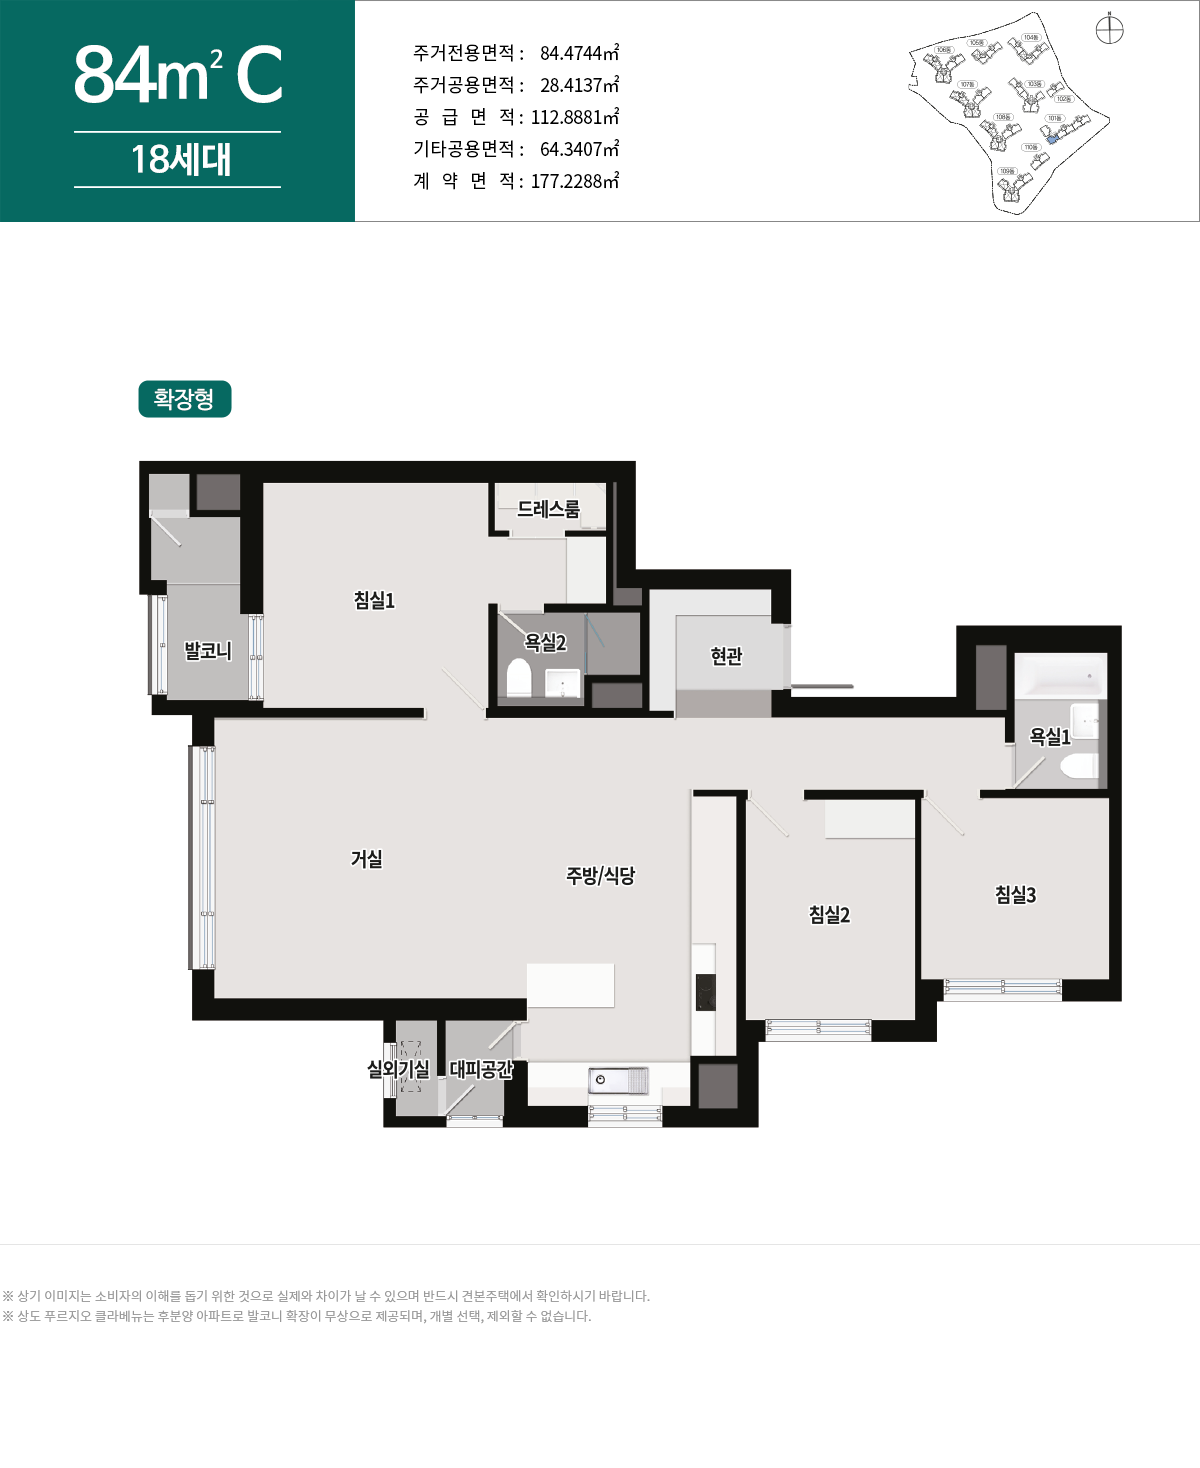 84m² C
18세대
주거전용면적 : 84.4744㎡
주거공용면적 : 28.4137㎡
공 급 면 적 : 112.8881㎡
기타공용면적 : 64.3407㎡
계 약 면 적 : 177.2288㎡
N
104동
105동
106동
107동
103동
102동
108동
101동
110동
109동
확장형
드레스룸
침실1
발코니
욕실2
현관
욕실1
거실
주방/식당
침실2
침실3
실외기실
대피공간
※ 상기 이미지는 소비자의 이해를 돕기 위한 것으로 실제와 차이가 날 수 있으며 반드시 견본주택에서 확인하시기 바랍니다.
※ 상도 푸르지오 클라베뉴는 후분양 아파트로 발코니 확장이 무상으로 제공되며, 개별 선택, 제외할 수 없습니다.